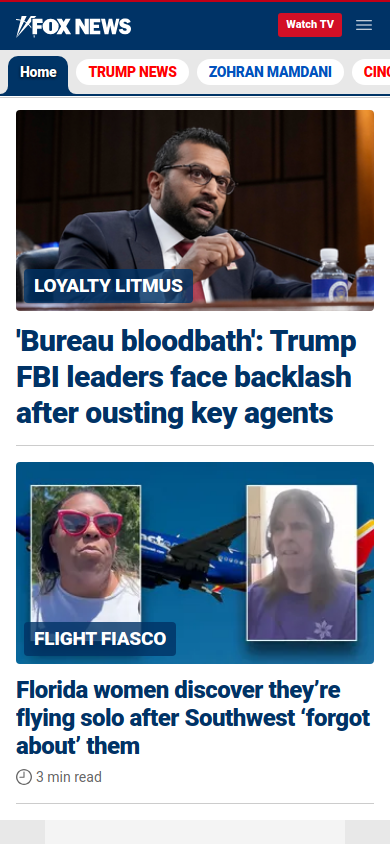 FOX NEWS
Watch TV
Home
TRUMP NEWS
ZOHRAN MAMDANI
CINC
LOYALTY LITMUS
'Bureau bloodbath': Trump
FBI leaders face backlash
after ousting key agents
FLIGHT FIASCO
Florida women discover they’re
flying solo after Southwest ‘forgot
about’ them
3 min read